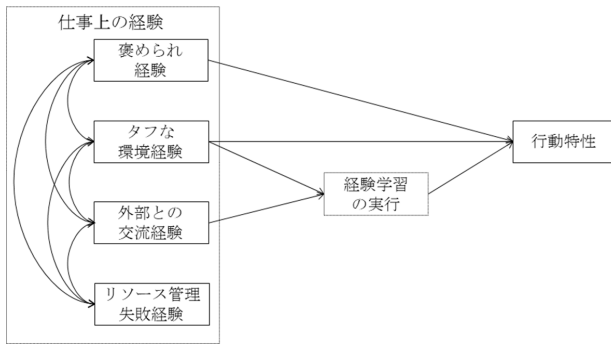 仕事上の経験
褒められ
経験
タフな
環境経験
外部との
交流経験
リソース管理
失敗経験
経験学習
の実行
行動特性